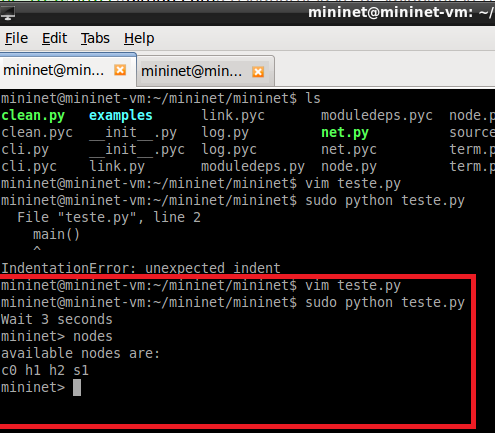 mininet@mininet-vm: ~/m
File Edit Tabs Help
mininet@min... mininet@min...
mininet@mininet-vm:~/mininet/mininet$ ls
clean.py examples link.pyc moduledeps.pyc node.p
clean.pyc __init__.py log.py net.py source
cli.py __init__.pyc log.pyc net.pyc term.p
cli.pyc link.py moduledeps.py node.py term.p
mininet@mininet-vm:~/mininet/mininet$ vim teste.py
mininet@mininet-vm:~/mininet/mininet$ sudo python teste.py
File "teste.py", line 2
main()
^
IndentationError: unexpected indent
mininet@mininet-vm:~/mininet/mininet$ vim teste.py
mininet@mininet-vm:~/mininet/mininet$ sudo python teste.py
Wait 3 seconds
mininet> nodes
available nodes are:
c0 h1 h2 s1
mininet>